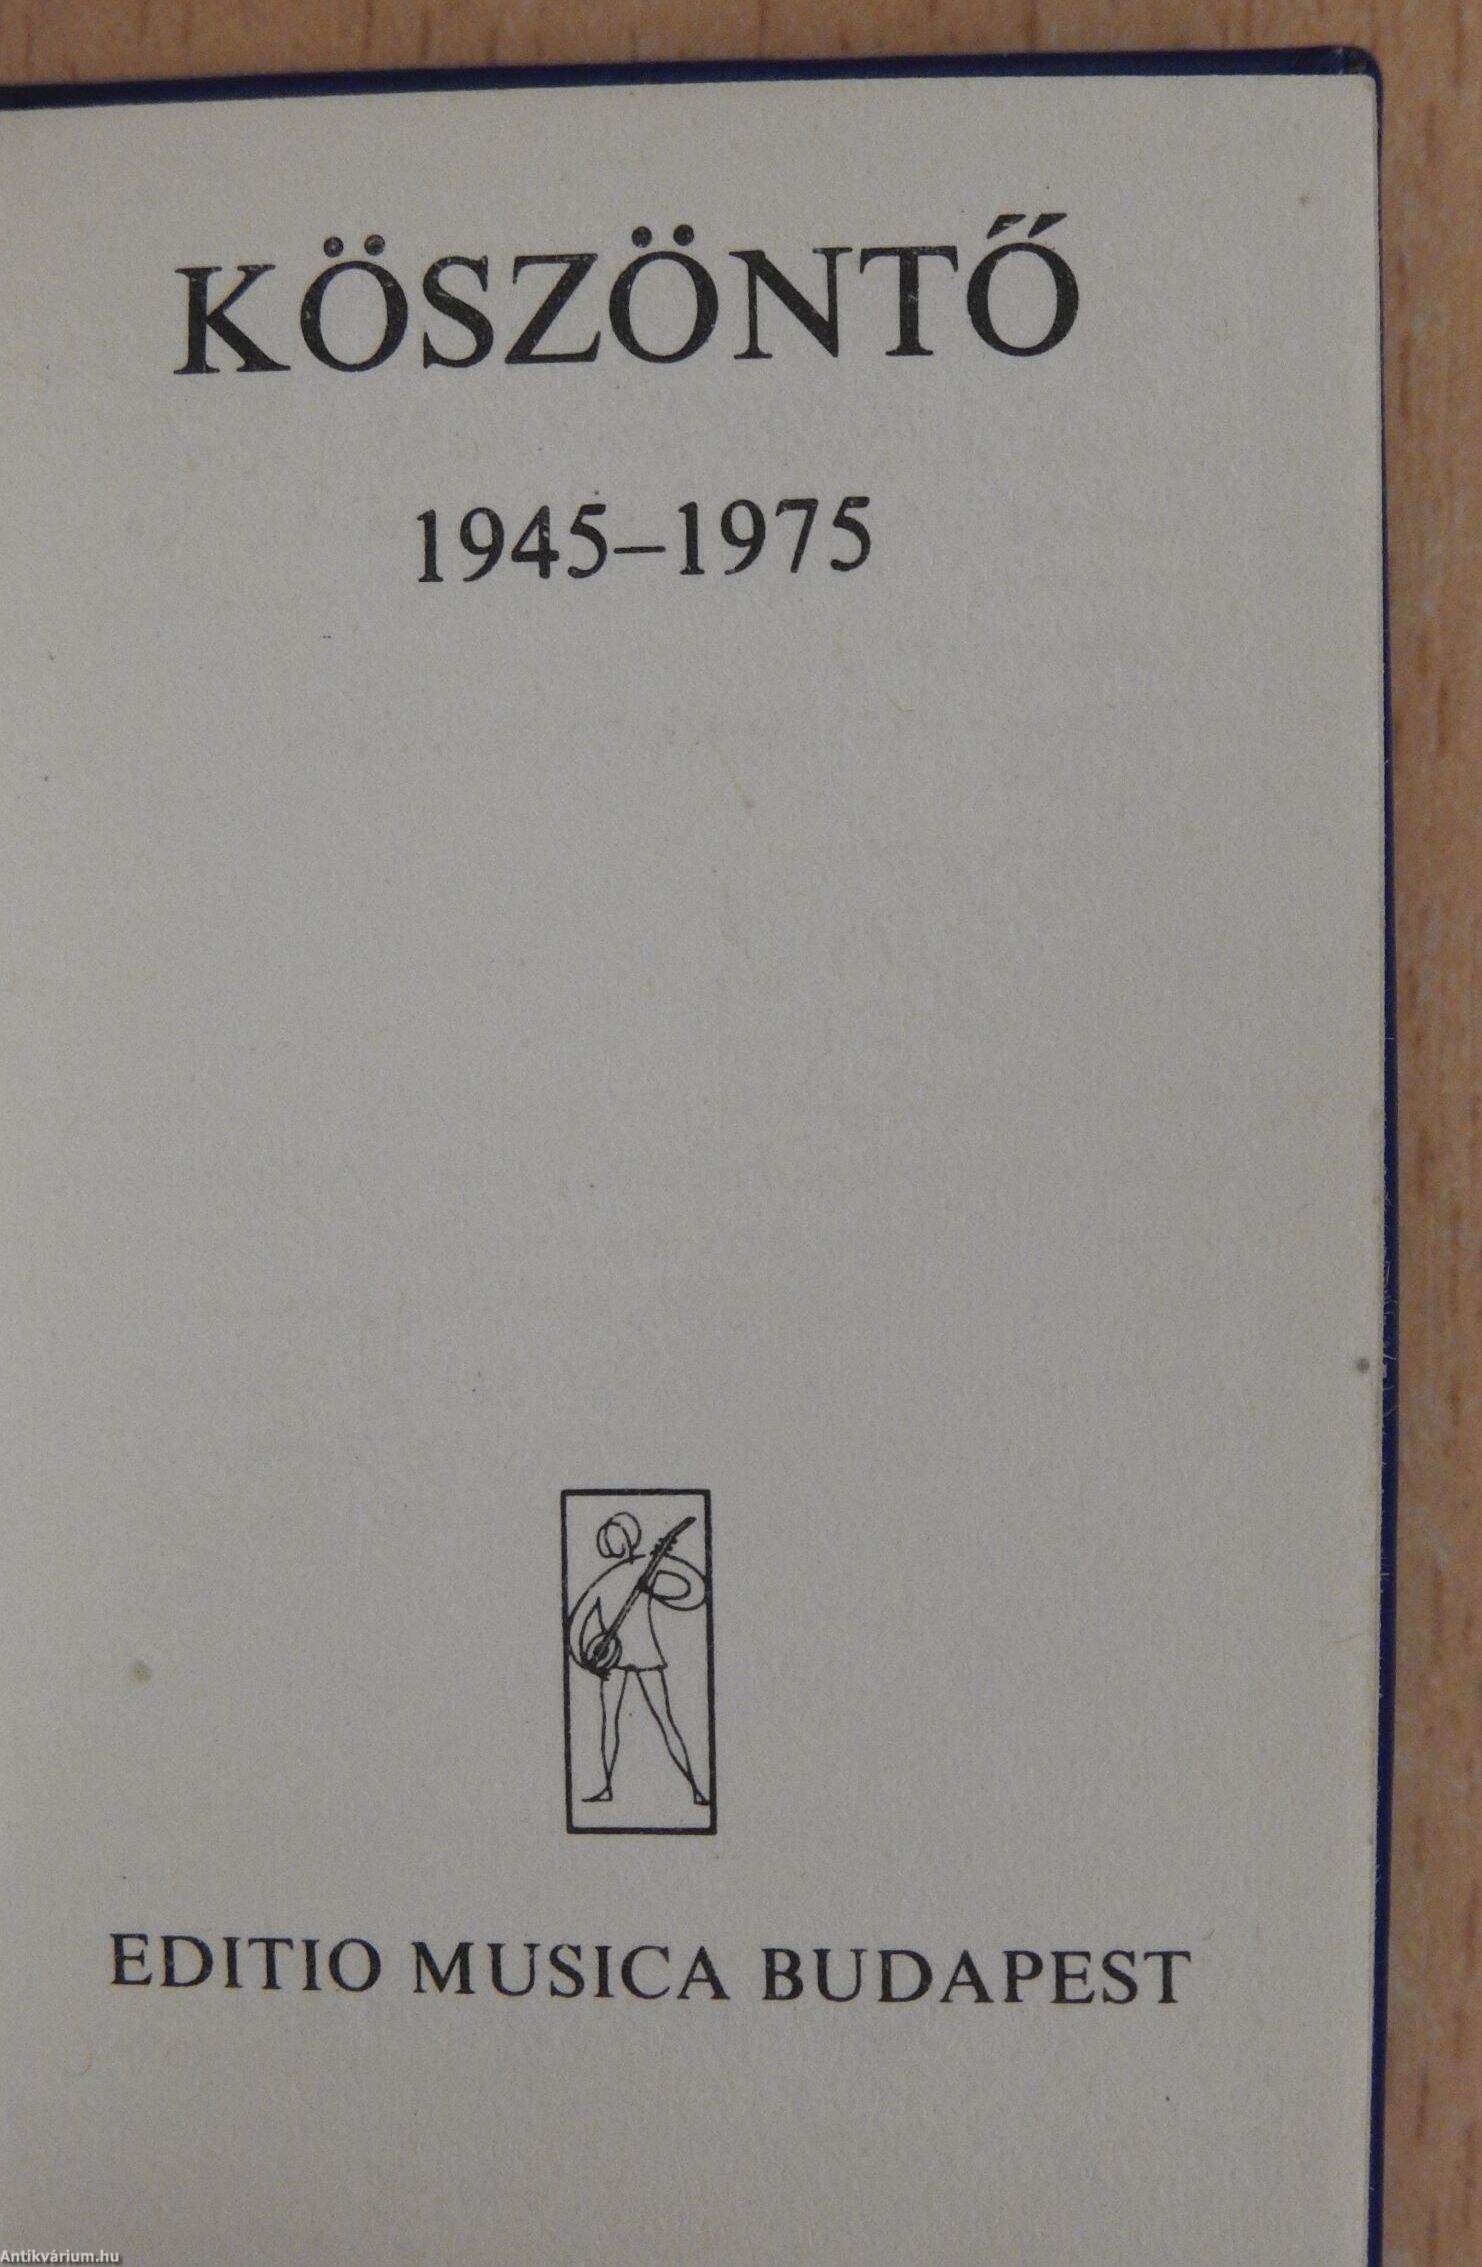 KÖSZÖNTŐ
1945–1975
EDITIO MUSICA BUDAPEST
Antikvárium.hu